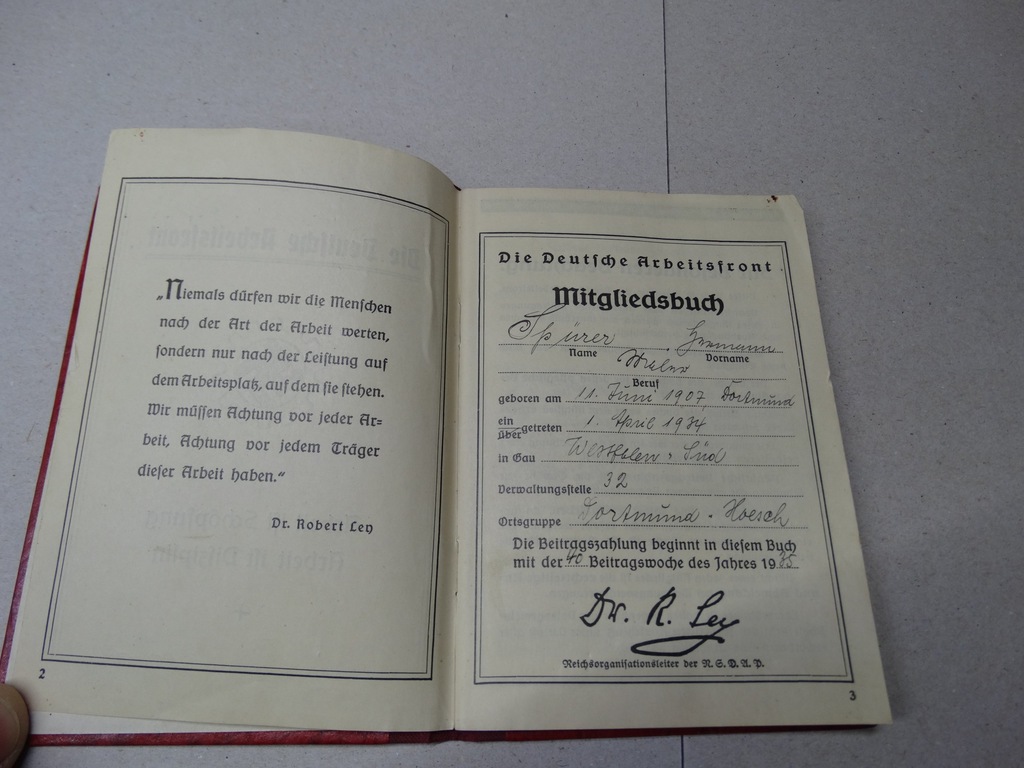 „Niemals dürfen wir die Menschen
nach der Art der Arbeit werten,
sondern nur nach der Leistung auf
dem Arbeitsplatz, auf dem sie stehen.
Wir müssen Achtung vor jeder Ar=
beit, Achtung vor jedem Träger
dieser Arbeit haben.“
Dr. Robert Ley
2
Die Deutsche Arbeitsfront
Mitgliedsbuch
Spürer Hermann
Name Vorname
Beruf
geboren am 11. Juni 1907, Dortmund
ein
über getreten 1. April 1934
in Gau Westfalen-Süd
Verwaltungsstelle 32
Ortsgruppe Dortmund - Hoesch
Die Beitragszahlung beginnt in diesem Buch
mit der 40 Beitragswoche des Jahres 1935
Dr. R. Ley
Reichsorganisationsleiter der N. S. D. A. P.
3